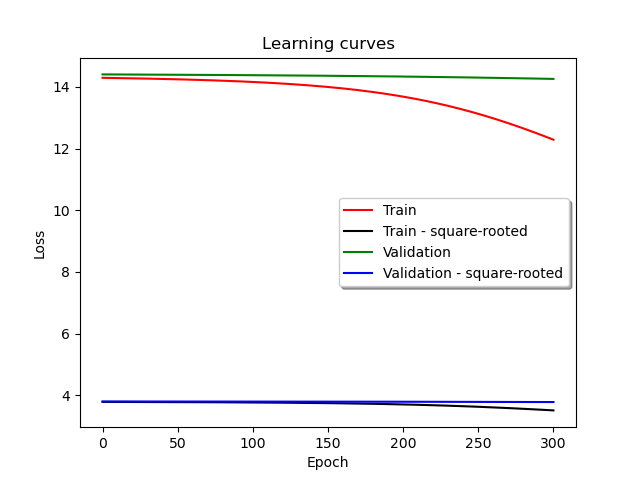 Learning curves
14
12
10
8
6
4
Loss
Train
Train - square-rooted
Validation
Validation - square-rooted
0 50 100 150 200 250 300
Epoch